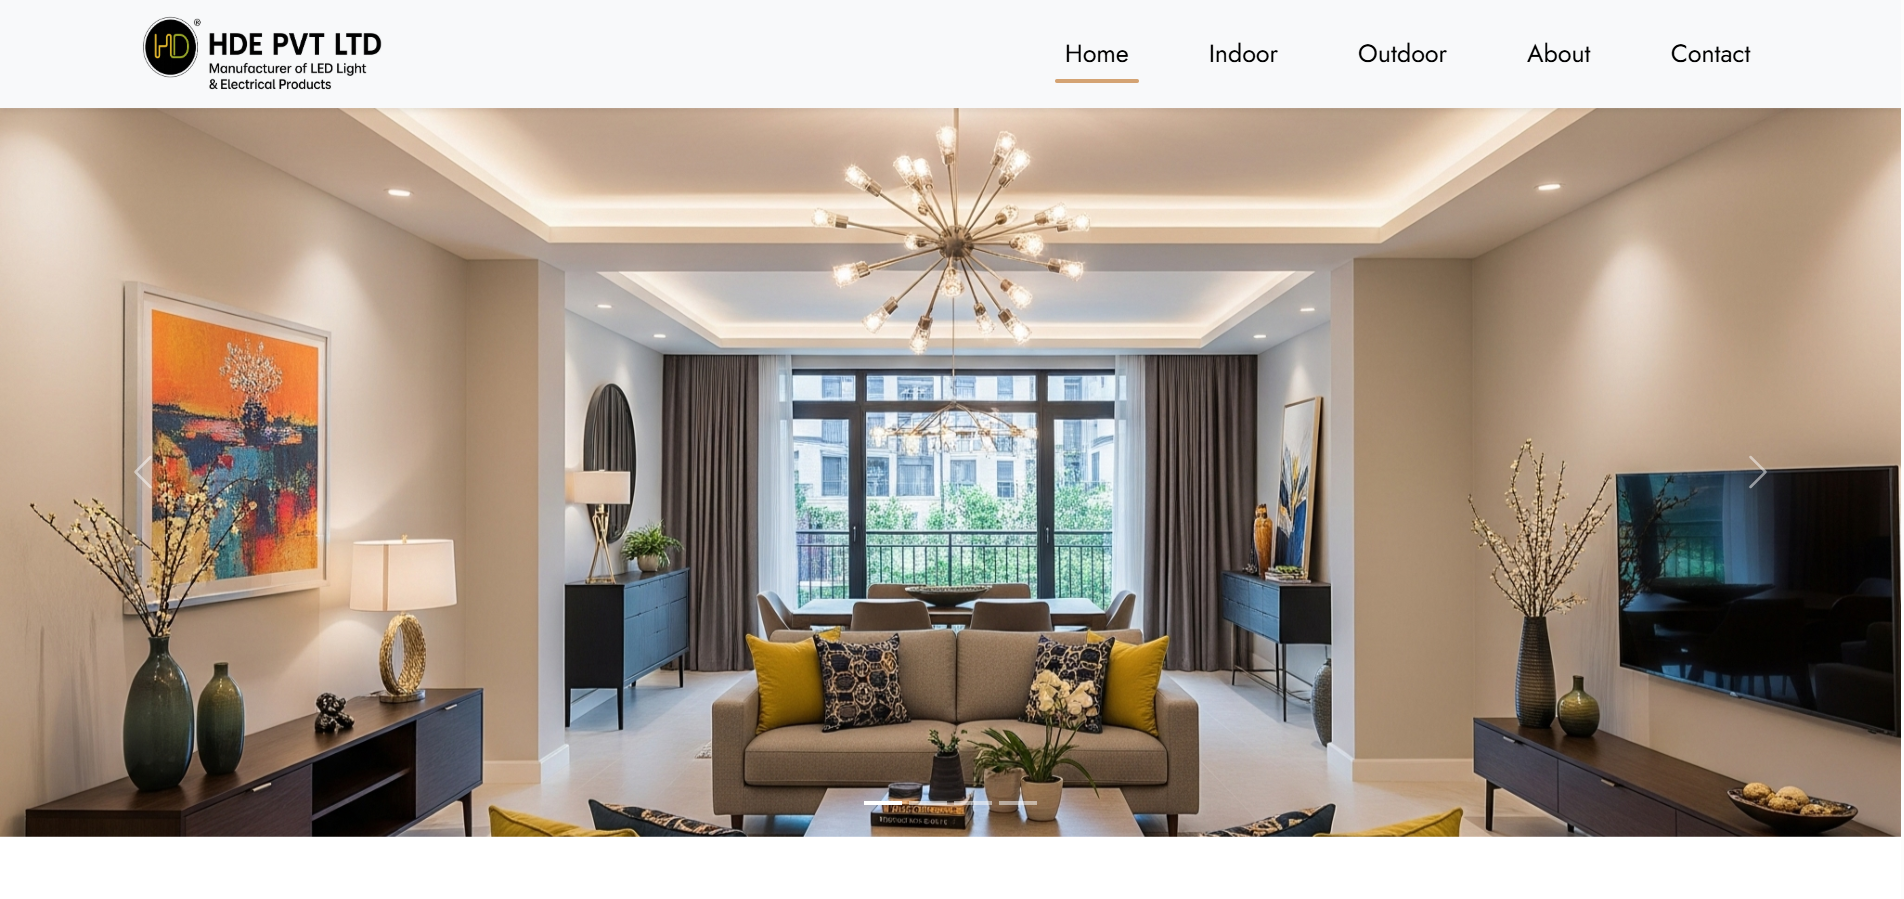 HD
®
HDE PVT LTD
Manufacturer of LED Light
& Electrical Products
Home
Indoor
Outdoor
About
Contact